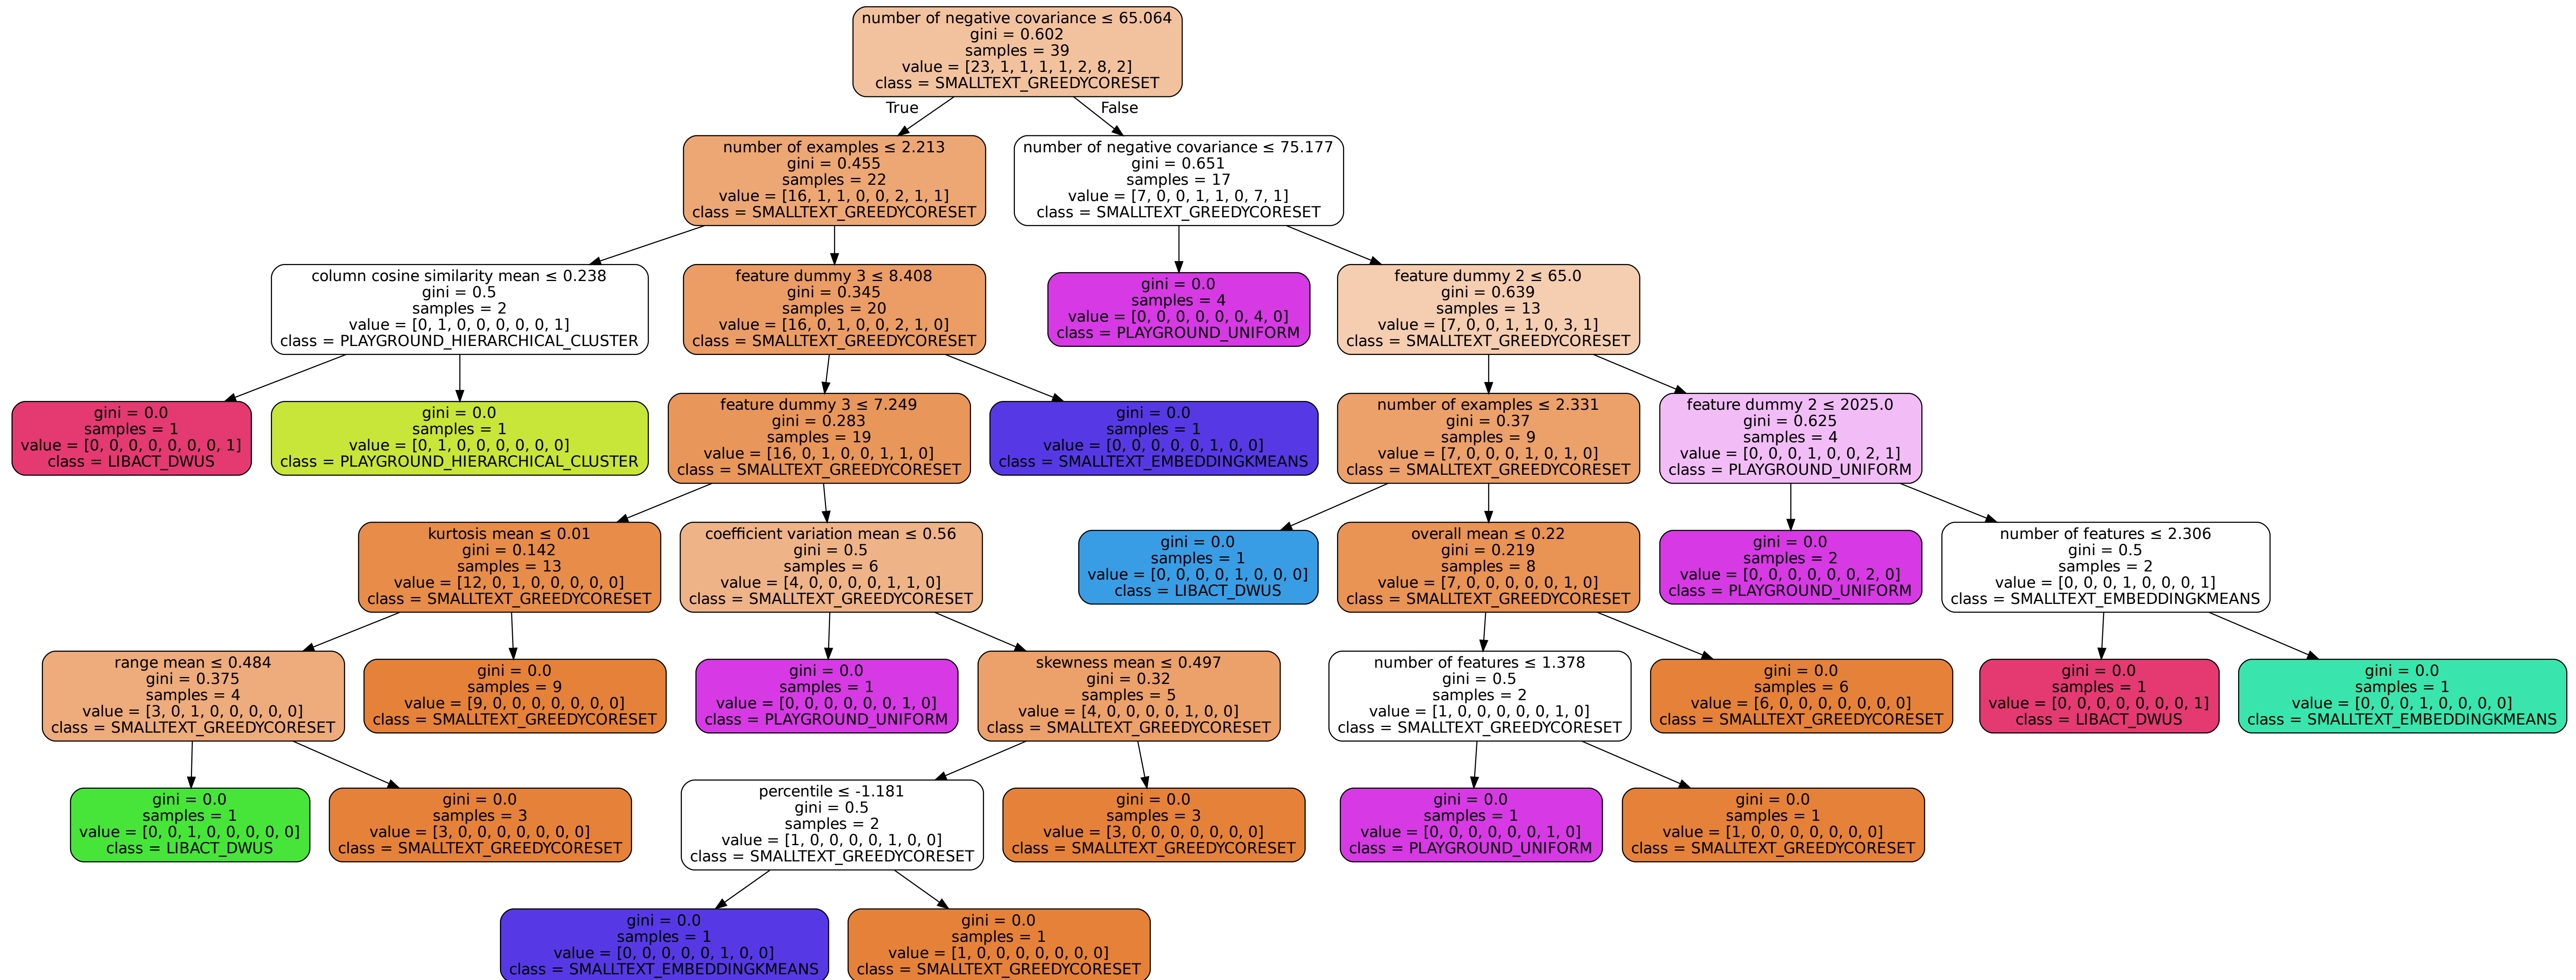 number of negative covariance ≤ 65.064
gini = 0.602
samples = 39
value = [23, 1, 1, 1, 1, 2, 8, 2]
class = SMALLTEXT_GREEDYCORESET
True
False
number of examples ≤ 2.213
gini = 0.455
samples = 22
value = [16, 1, 1, 0, 0, 2, 1, 1]
class = SMALLTEXT_GREEDYCORESET
number of negative covariance ≤ 75.177
gini = 0.651
samples = 17
value = [7, 0, 0, 1, 1, 0, 7, 1]
class = SMALLTEXT_GREEDYCORESET
column cosine similarity mean ≤ 0.238
gini = 0.5
samples = 2
value = [0, 1, 0, 0, 0, 0, 0, 1]
class = PLAYGROUND_HIERARCHICAL_CLUSTER
feature dummy 3 ≤ 8.408
gini = 0.345
samples = 20
value = [16, 0, 1, 0, 0, 2, 1, 0]
class = SMALLTEXT_GREEDYCORESET
gini = 0.0
samples = 4
value = [0, 0, 0, 0, 0, 0, 4, 0]
class = PLAYGROUND_UNIFORM
feature dummy 2 ≤ 65.0
gini = 0.639
samples = 13
value = [7, 0, 0, 1, 1, 0, 3, 1]
class = SMALLTEXT_GREEDYCORESET
gini = 0.0
samples = 1
value = [0, 0, 0, 0, 0, 0, 0, 1]
class = LIBACT_DWUS
gini = 0.0
samples = 1
value = [0, 1, 0, 0, 0, 0, 0, 0]
class = PLAYGROUND_HIERARCHICAL_CLUSTER
feature dummy 3 ≤ 7.249
gini = 0.283
samples = 19
value = [16, 0, 1, 0, 0, 1, 1, 0]
class = SMALLTEXT_GREEDYCORESET
gini = 0.0
samples = 1
value = [0, 0, 0, 0, 0, 1, 0, 0]
class = SMALLTEXT_EMBEDDINGKMEANS
number of examples ≤ 2.331
gini = 0.37
samples = 9
value = [7, 0, 0, 0, 1, 0, 1, 0]
class = SMALLTEXT_GREEDYCORESET
feature dummy 2 ≤ 2025.0
gini = 0.625
samples = 4
value = [0, 0, 0, 1, 0, 0, 2, 1]
class = PLAYGROUND_UNIFORM
kurtosis mean ≤ 0.01
gini = 0.142
samples = 13
value = [12, 0, 1, 0, 0, 0, 0, 0]
class = SMALLTEXT_GREEDYCORESET
coefficient variation mean ≤ 0.56
gini = 0.5
samples = 6
value = [4, 0, 0, 0, 0, 1, 1, 0]
class = SMALLTEXT_GREEDYCORESET
gini = 0.0
samples = 1
value = [0, 0, 0, 0, 1, 0, 0, 0]
class = LIBACT_DWUS
overall mean ≤ 0.22
gini = 0.219
samples = 8
value = [7, 0, 0, 0, 0, 0, 1, 0]
class = SMALLTEXT_GREEDYCORESET
gini = 0.0
samples = 2
value = [0, 0, 0, 0, 0, 0, 2, 0]
class = PLAYGROUND_UNIFORM
number of features ≤ 2.306
gini = 0.5
samples = 2
value = [0, 0, 0, 1, 0, 0, 0, 1]
class = SMALLTEXT_EMBEDDINGKMEANS
range mean ≤ 0.484
gini = 0.375
samples = 4
value = [3, 0, 1, 0, 0, 0, 0, 0]
class = SMALLTEXT_GREEDYCORESET
gini = 0.0
samples = 9
value = [9, 0, 0, 0, 0, 0, 0, 0]
class = SMALLTEXT_GREEDYCORESET
gini = 0.0
samples = 1
value = [0, 0, 0, 0, 0, 0, 1, 0]
class = PLAYGROUND_UNIFORM
skewness mean ≤ 0.497
gini = 0.32
samples = 5
value = [4, 0, 0, 0, 0, 1, 0, 0]
class = SMALLTEXT_GREEDYCORESET
number of features ≤ 1.378
gini = 0.5
samples = 2
value = [1, 0, 0, 0, 0, 0, 1, 0]
class = SMALLTEXT_GREEDYCORESET
gini = 0.0
samples = 6
value = [6, 0, 0, 0, 0, 0, 0, 0]
class = SMALLTEXT_GREEDYCORESET
gini = 0.0
samples = 1
value = [0, 0, 0, 0, 0, 0, 0, 1]
class = LIBACT_DWUS
gini = 0.0
samples = 1
value = [0, 0, 0, 1, 0, 0, 0, 0]
class = SMALLTEXT_EMBEDDINGKMEANS
gini = 0.0
samples = 1
value = [0, 0, 1, 0, 0, 0, 0, 0]
class = LIBACT_DWUS
gini = 0.0
samples = 3
value = [3, 0, 0, 0, 0, 0, 0, 0]
class = SMALLTEXT_GREEDYCORESET
percentile ≤ -1.181
gini = 0.5
samples = 2
value = [1, 0, 0, 0, 0, 1, 0, 0]
class = SMALLTEXT_GREEDYCORESET
gini = 0.0
samples = 3
value = [3, 0, 0, 0, 0, 0, 0, 0]
class = SMALLTEXT_GREEDYCORESET
gini = 0.0
samples = 1
value = [0, 0, 0, 0, 0, 0, 1, 0]
class = PLAYGROUND_UNIFORM
gini = 0.0
samples = 1
value = [1, 0, 0, 0, 0, 0, 0, 0]
class = SMALLTEXT_GREEDYCORESET
gini = 0.0
samples = 1
value = [0, 0, 0, 0, 0, 1, 0, 0]
class = SMALLTEXT_EMBEDDINGKMEANS
gini = 0.0
samples = 1
value = [1, 0, 0, 0, 0, 0, 0, 0]
class = SMALLTEXT_GREEDYCORESET